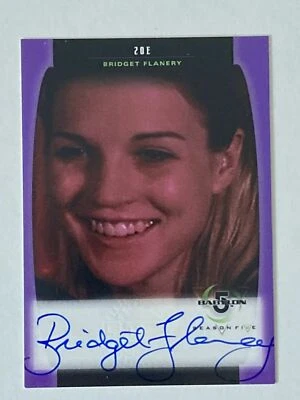 ZOE
BRIDGET FLANERY
BABYLON 5
SEASON FIVE
Bridget Flanery